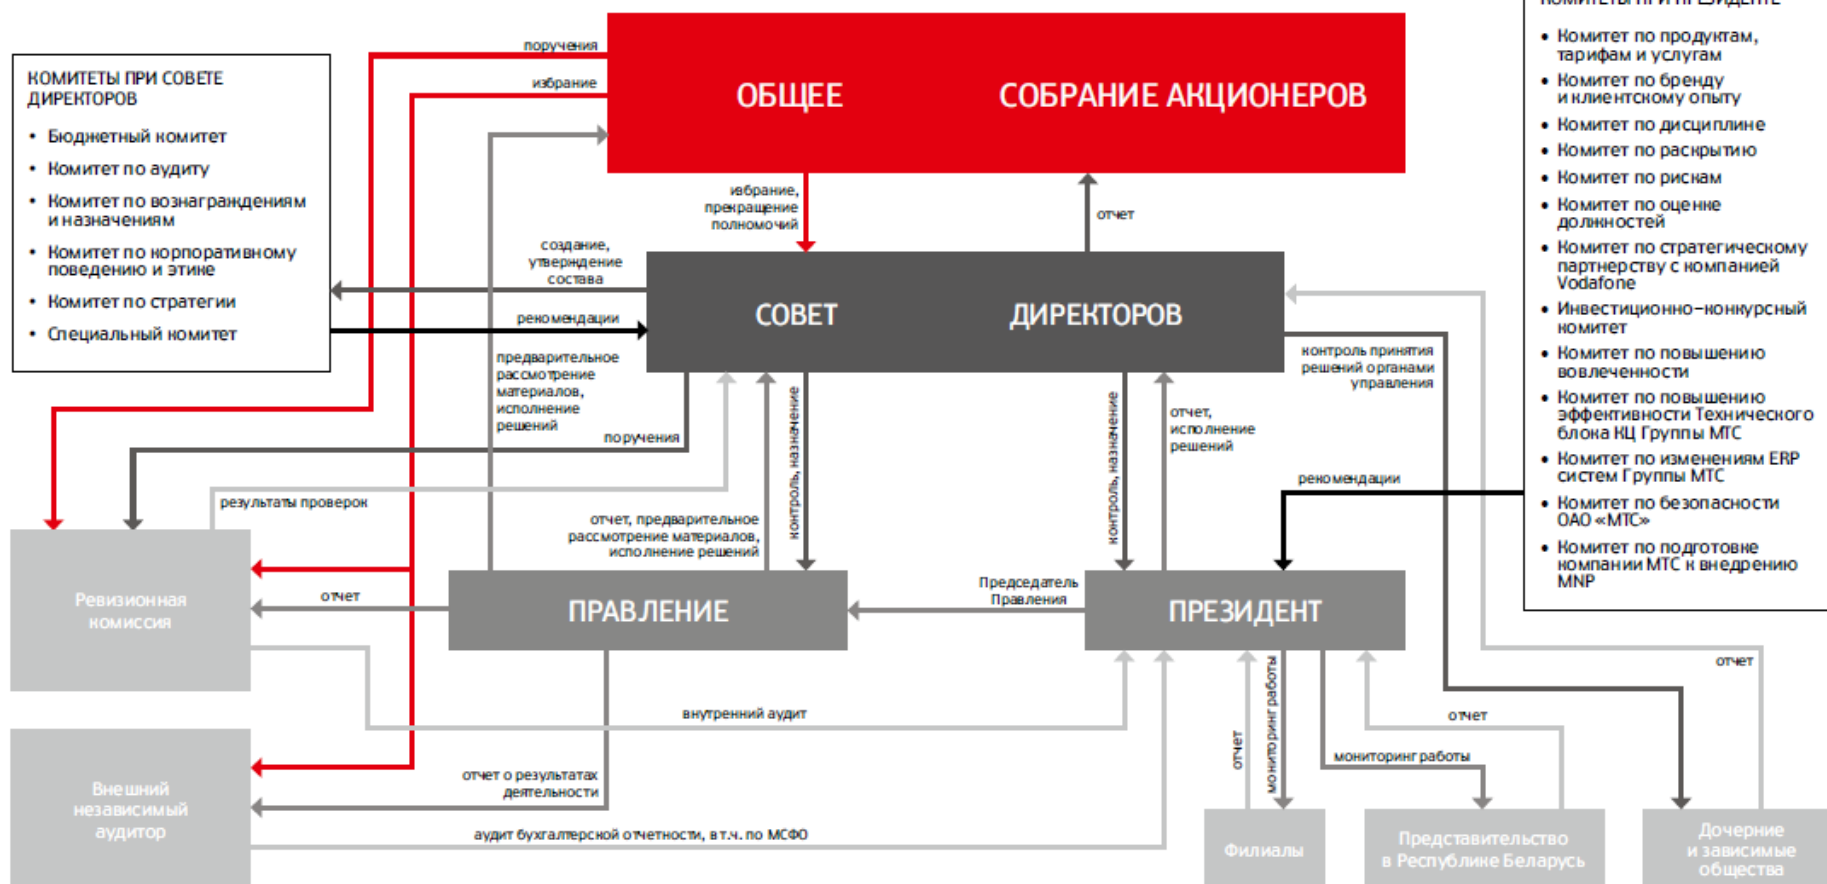 КОМИТЕТЫ ПРИ ПРЕЗИДЕНТЕ
• Комитет по продуктам,
тарифам и услугам
• Комитет по бренду
и клиентскому опыту
• Комитет по дисциплине
• Комитет по раскрытию
• Комитет по рискам
• Комитет по оценке
должностей
• Комитет по стратегическому
партнерству с компанией
Vodafone
• Инвестиционно-конкурсный
комитет
• Комитет по повышению
вовлеченности
• Комитет по повышению
эффективности Технического
блока КЦ Группы МТС
• Комитет по изменениям ERP
систем Группы МТС
• Комитет по безопасности
ОАО «МТС»
• Комитет по подготовке
компании МТС к внедрению
MNP
КОМИТЕТЫ ПРИ СОВЕТЕ
ДИРЕКТОРОВ
• Бюджетный комитет
• Комитет по аудиту
• Комитет по вознаграждениям
и назначениям
• Комитет по корпоративному
поведению и этике
• Комитет по стратегии
• Специальный комитет
поручения
избрание
ОБЩЕЕ СОБРАНИЕ АКЦИОНЕРОВ
избрание,
прекращение
полномочий
отчет
создание,
утверждение
состава
рекомендации
СОВЕТ ДИРЕКТОРОВ
предварительное
рассмотрение
материалов,
исполнение
решений
контроль принятия
решений органами
управления
поручения
контроль, назначение
контроль, назначение
отчет,
исполнение
решений
рекомендации
результаты проверок
отчет, предварительное
рассмотрение материалов,
исполнение решений
Ревизионная
комиссия
отчет
ПРАВЛЕНИЕ
Председатель
Правления
ПРЕЗИДЕНТ
отчет
внутренний аудит
отчет
мониторинг работы
отчет
мониторинг работы
Внешний
независимый
аудитор
отчет о результатах
деятельности
аудит бухгалтерской отчетности, в т.ч. по МСФО
Филиалы
Представительство
в Республике Беларусь
Дочерние
и зависимые
общества